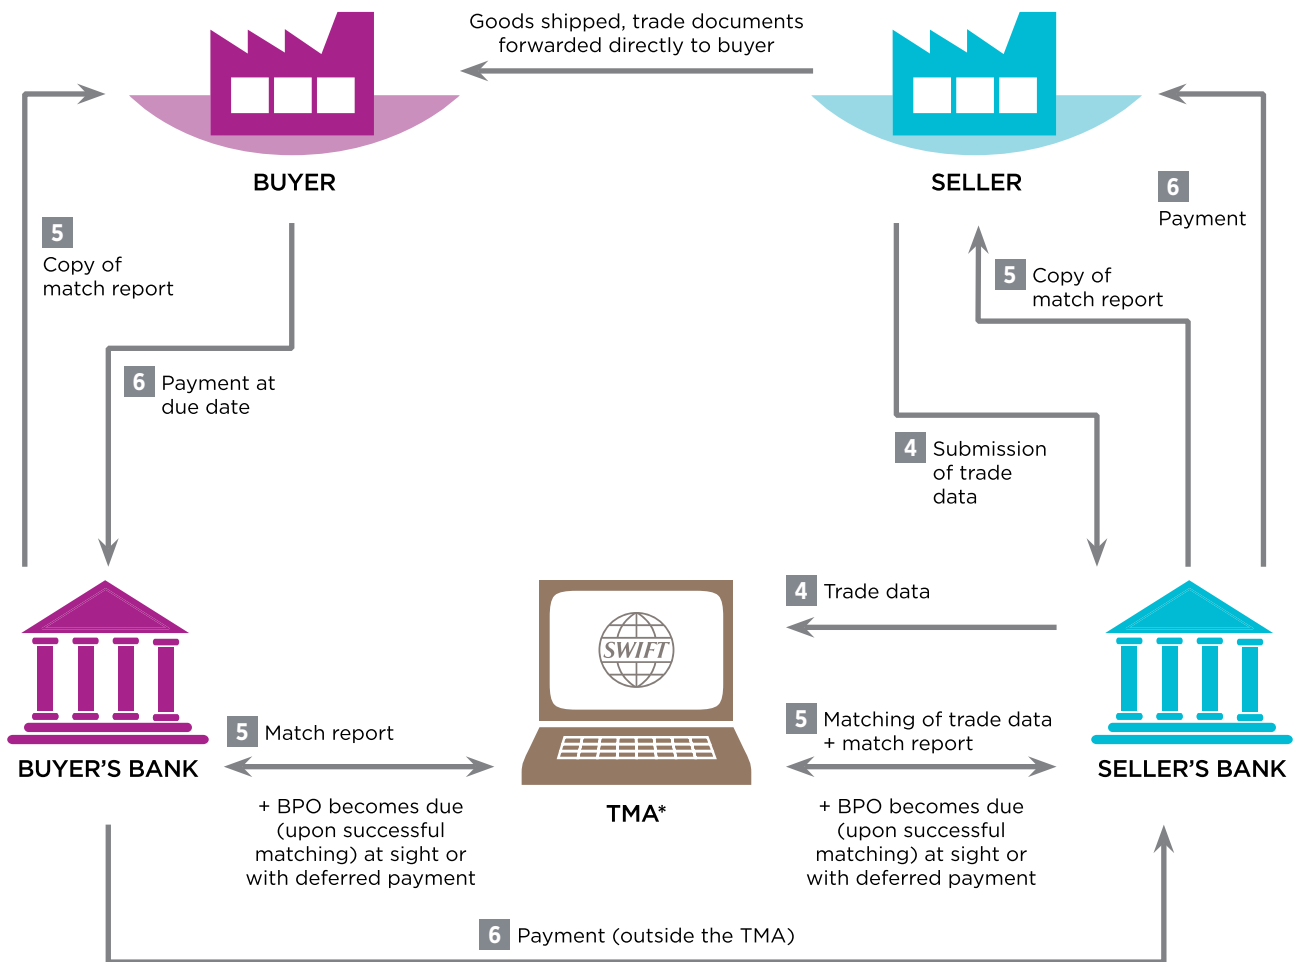 Goods shipped, trade documents
forwarded directly to buyer
BUYER
SELLER
5
Copy of
match report
6
Payment
5
Copy of
match report
6
Payment at
due date
4
Submission
of trade
data
4
Trade data
SWIFT
5
Match report
5
Matching of trade data
+ match report
BUYER'S BANK
TMA*
SELLER'S BANK
+ BPO becomes due
(upon successful
matching) at sight or
with deferred payment
+ BPO becomes due
(upon successful
matching) at sight or
with deferred payment
6
Payment (outside the TMA)